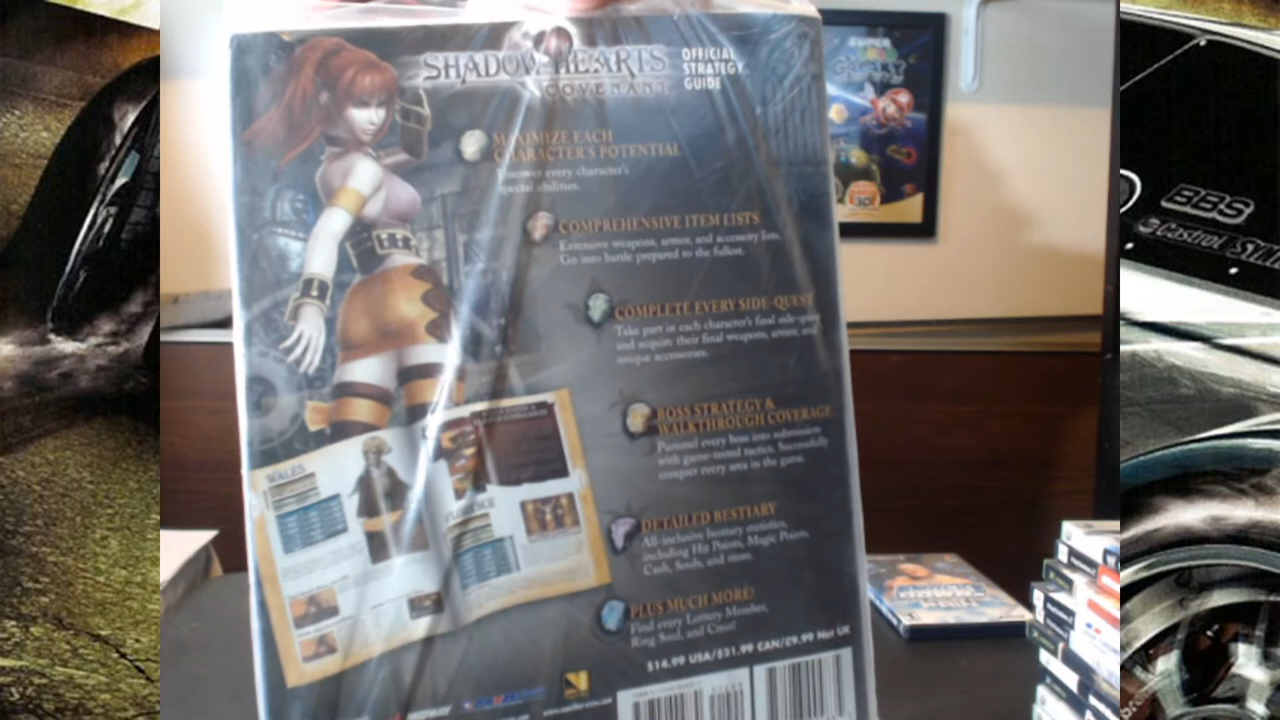 SHADOW HEARTS
COVENANT
OFFICIAL
STRATEGY
GUIDE
MAXIMIZE EACH
CHARACTER'S POTENTIAL
Uncover every character's
special abilities.
COMPREHENSIVE ITEM LISTS
Extensive weapons, armor, and accessory lists.
Go into battle prepared to the fullest.
COMPLETE EVERY SIDE-QUEST
Take part in each character's final side-quest
and acquire their final weapons, armor, and
unique accessories.
BOSS STRATEGY &
WALKTHROUGH COVERAGE
Pummel every boss into submission
with game-tested tactics. Successfully
conquer every area in the game.
DETAILED BESTIARY
All-inclusive bestiary statistics,
including Hit Points, Magic Points,
Cash, Souls, and more.
PLUS MUCH MORE!
Find every Lottery Member,
Ring Soul, and Crest!
$14.99 USA/$21.99 CAN/£9.99 Net UK
WALES
MIDWAY
SUPER
GALAXY
BBS
Castrol